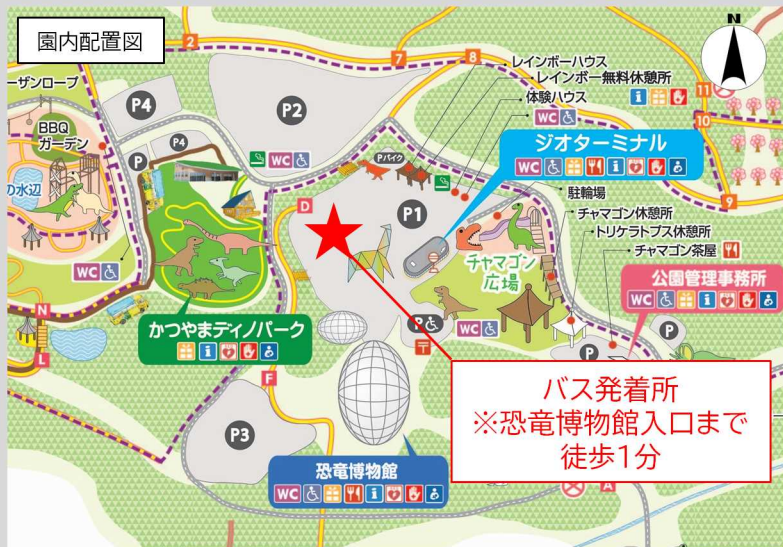 園内配置図
2
7
8
N
レインボーハウス
レインボー無料休憩所
体験ハウス
WC
11
10
9
ーザンロープ
P4
P2
P4
P
BBQ
ガーデン
の水辺
WC
Pバイク
WC
ジオターミナル
WC
D
P1
駐輪場
チャマゴン休憩所
トリケラトプス休憩所
チャマゴン茶屋
チャマゴン
広場
公園管理事務所
WC
WC
P
P
P
かつやまディノパーク
N
L
F
P3
バス発着所
※恐竜博物館入口まで
徒歩1分
恐竜博物館
WC
A